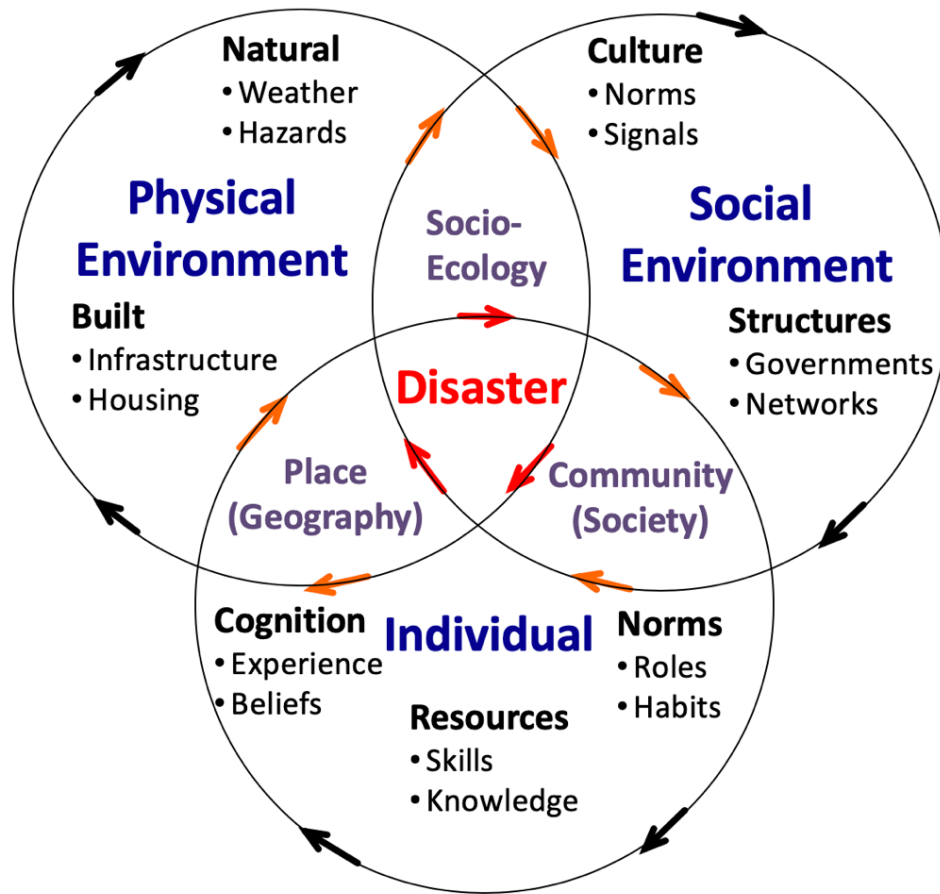 Natural
• Weather
• Hazards
Culture
• Norms
• Signals
Physical
Environment
Social
Environment
Socio-
Ecology
Built
• Infrastructure
• Housing
Structures
• Governments
• Networks
Disaster
Place
(Geography)
Community
(Society)
Cognition
• Experience
• Beliefs
Individual
Norms
• Roles
• Habits
Resources
• Skills
• Knowledge